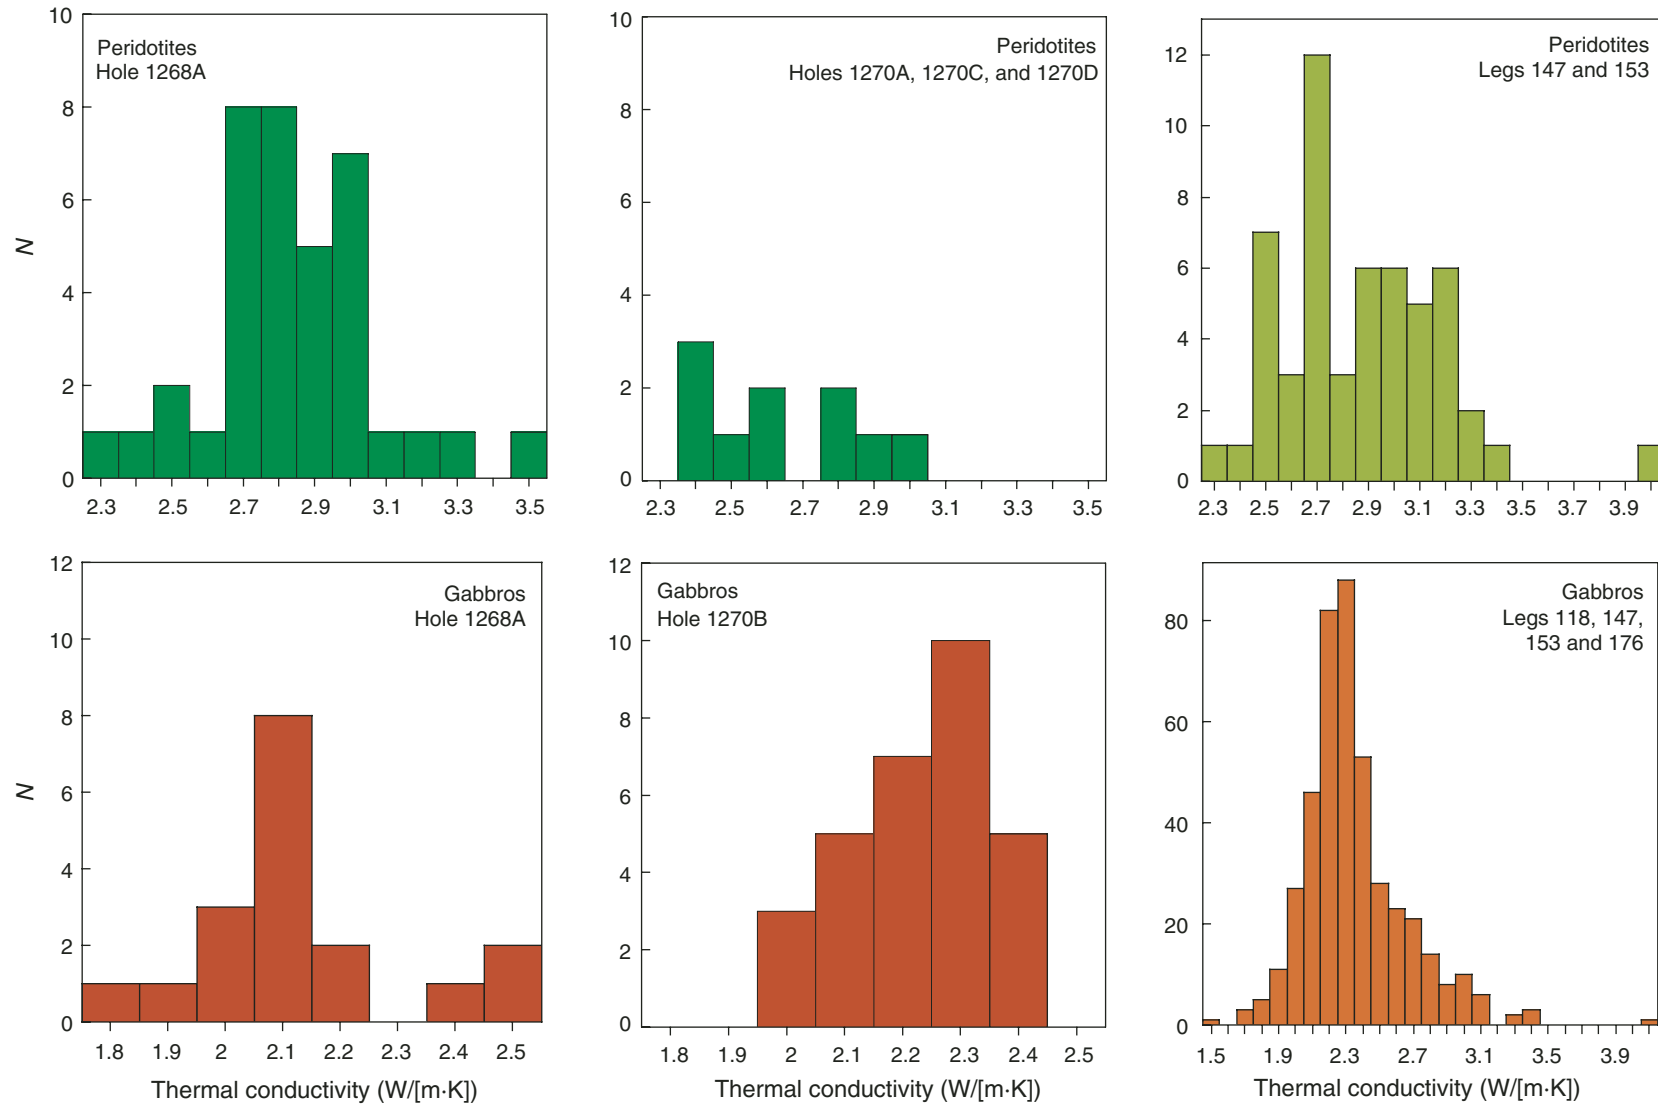 10
8
6
4
2
0
N
Peridotites
Hole 1268A
2.3 2.5 2.7 2.9 3.1 3.3 3.5
10
8
6
4
2
0
Peridotites
Holes 1270A, 1270C, and 1270D
2.3 2.5 2.7 2.9 3.1 3.3 3.5
12
10
8
6
4
2
0
Peridotites
Legs 147 and 153
2.3 2.5 2.7 2.9 3.1 3.3 3.5 3.7 3.9
12
10
8
6
4
2
0
N
Gabbros
Hole 1268A
1.8 1.9 2 2.1 2.2 2.3 2.4 2.5
Thermal conductivity (W/[m·K])
12
10
8
6
4
2
0
Gabbros
Hole 1270B
1.8 1.9 2 2.1 2.2 2.3 2.4 2.5
Thermal conductivity (W/[m·K])
80
60
40
20
0
Gabbros
Legs 118, 147,
153 and 176
1.5 1.9 2.3 2.7 3.1 3.5 3.9
Thermal conductivity (W/[m·K])